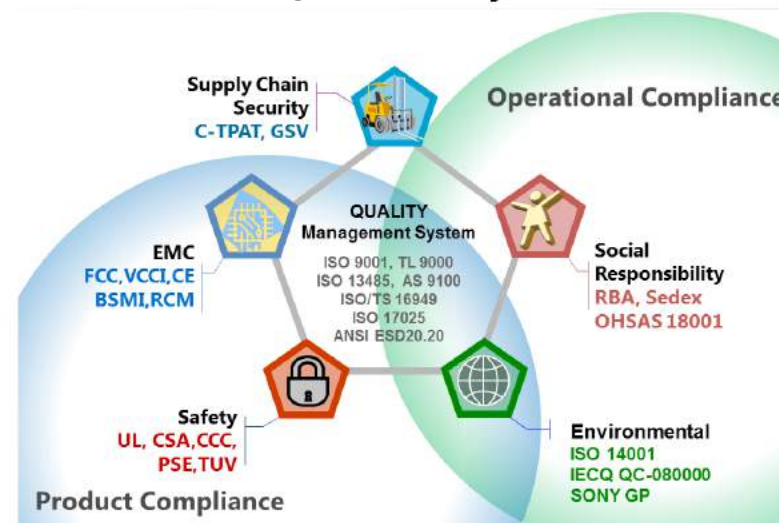 Supply Chain
Security
C-TPAT, GSV
Operational Compliance
QUALITY
Management System
ISO 9001, TL 9000
ISO 13485, AS 9100
ISO/TS 16949
ISO 17025
ANSI ESD20.20
EMC
FCC,VCCI,CE
BSMI,RCM
Social
Responsibility
RBA, Sedex
OHSAS 18001
Safety
UL, CSA,CCC,
PSE,TUV
Environmental
ISO 14001
IECQ QC-080000
SONY GP
Product Compliance